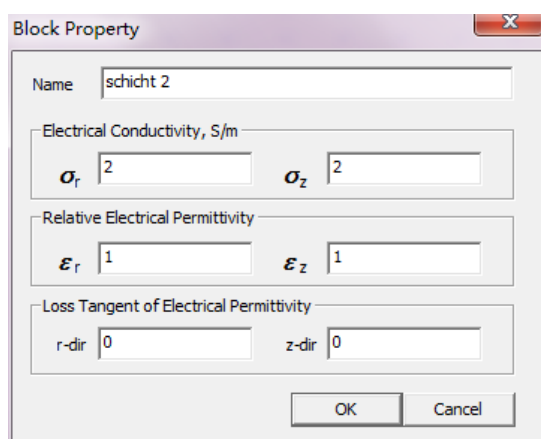 Block Property
Name schicht 2
Electrical Conductivity, S/m
σr 2 σz 2
Relative Electrical Permittivity
εr 1 εz 1
Loss Tangent of Electrical Permittivity
r-dir 0 z-dir 0
OK Cancel